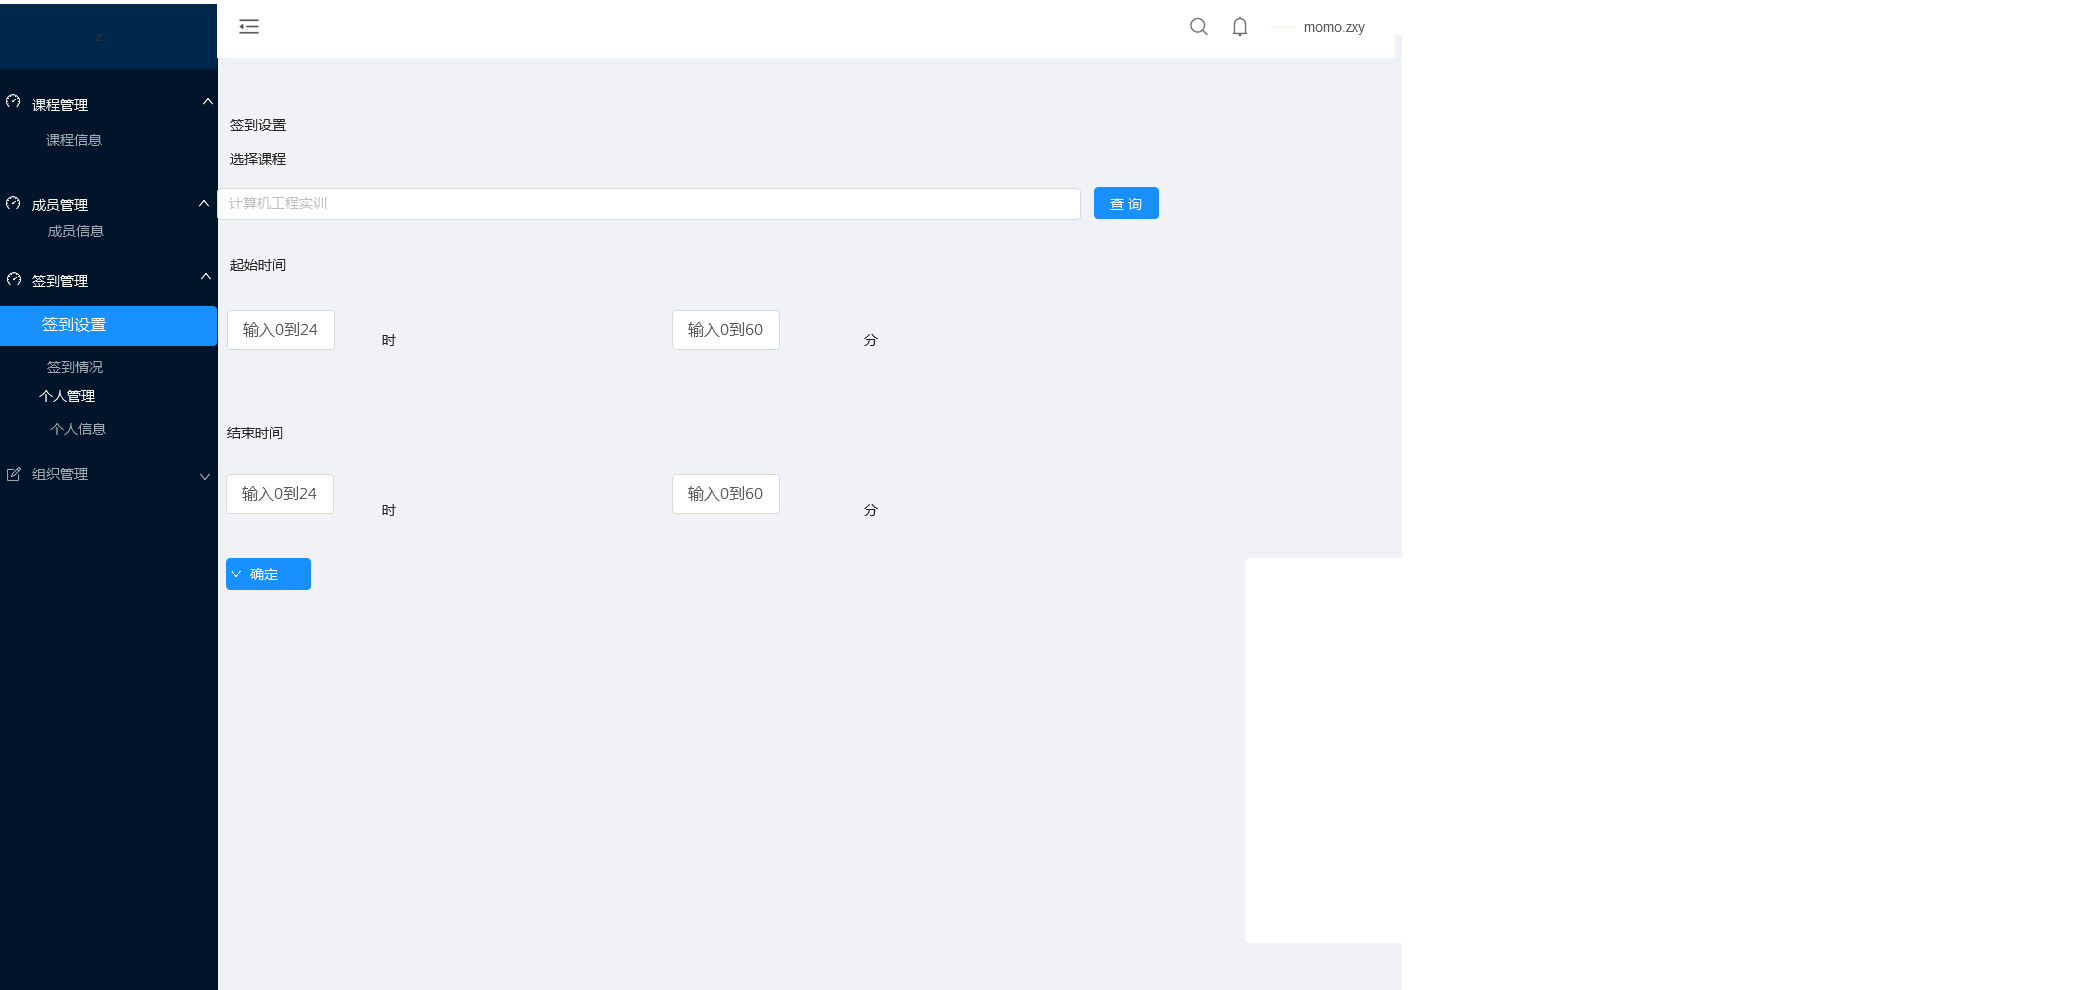 z
课程管理
课程信息
成员管理
成员信息
签到管理
签到设置
签到情况
个人管理
个人信息
组织管理
momo.zxy
签到设置
选择课程
计算机工程实训
查 询
起始时间
输入0到24 时 输入0到60 分
结束时间
输入0到24 时 输入0到60 分
确定